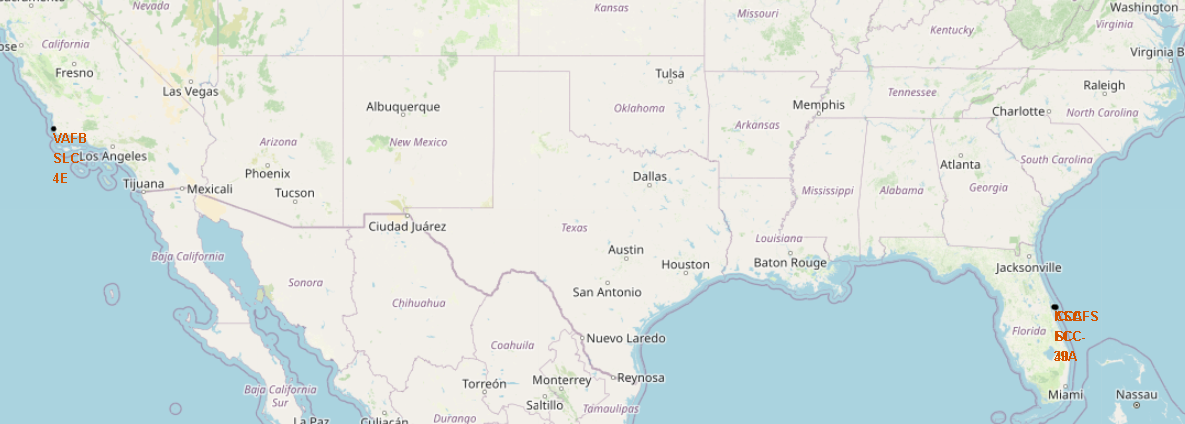 Nevada
Kansas
Missouri
Kentucky
Washington
Virginia
California
Fresno
Las Vegas
Tulsa
Virginia B
Raleigh
Albuquerque
Oklahoma
Memphis
Tennessee
Charlotte
North Carolina
Arkansas
VAFB
SLC-
4E
Los Angeles
Arizona
New Mexico
Phoenix
Dallas
Atlanta
South Carolina
Tijuana
Mexicali
Tucson
Mississippi
Alabama
Georgia
Ciudad Juárez
Texas
Louisiana
Baja California
Austin
Houston
Baton Rouge
Jacksonville
Sonora
Chihuahua
San Antonio
Florida
Coahuila
Nuevo Laredo
Torreón
Monterrey
Reynosa
Baja California
Sur
Saltillo
Tamaulipas
Miami
Nassau
La Paz
Culiacán
Durango